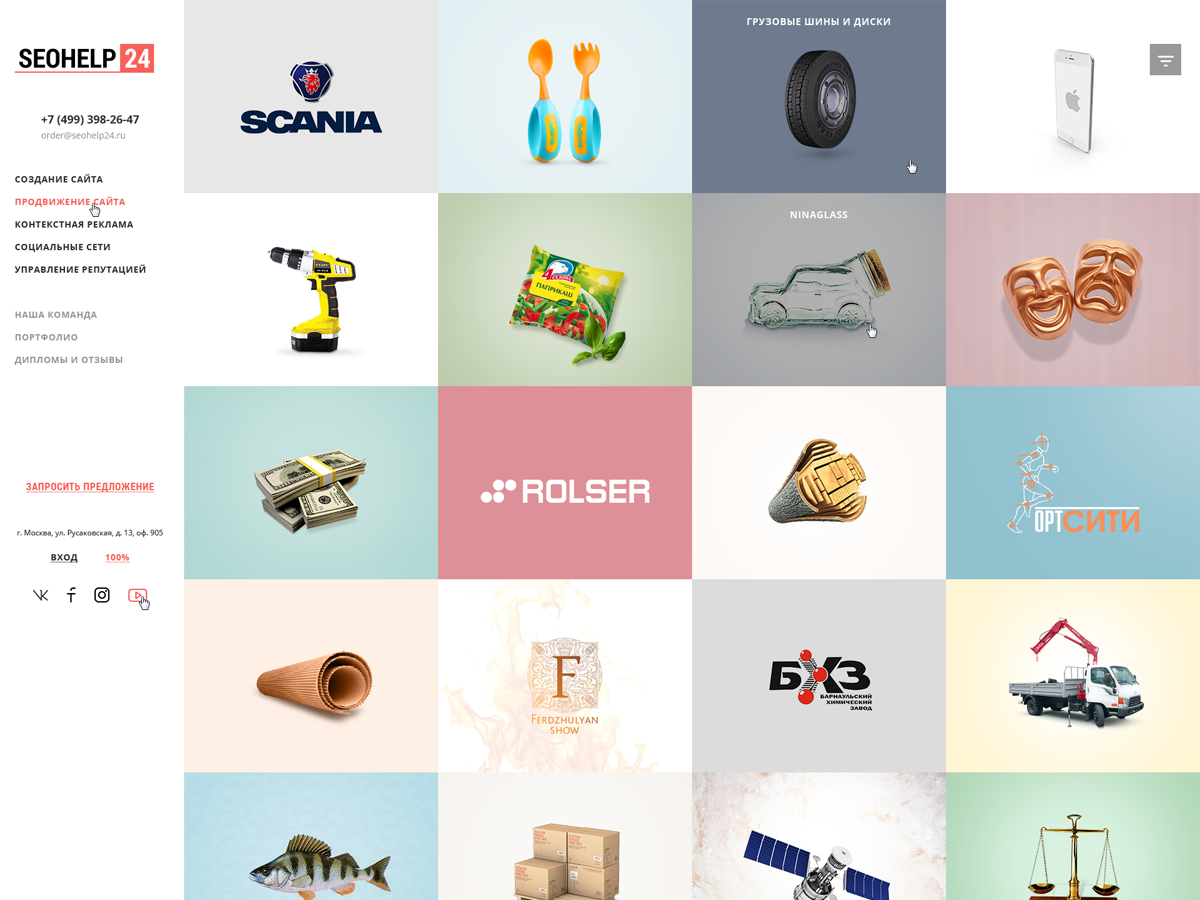 SEOHELP 24
+7 (499) 398-26-47
order@seohelp24.ru
СОЗДАНИЕ САЙТА
ПРОДВИЖЕНИЕ САЙТА
КОНТЕКСТНАЯ РЕКЛАМА
СОЦИАЛЬНЫЕ СЕТИ
УПРАВЛЕНИЕ РЕПУТАЦИЕЙ
НАША КОМАНДА
ПОРТФОЛИО
ДИПЛОМЫ И ОТЗЫВЫ
ЗАПРОСИТЬ ПРЕДЛОЖЕНИЕ
г. Москва, ул. Русаковская, д. 13, оф. 905
ВХОД
100%
SCANIA
ГРУЗОВЫЕ ШИНЫ И ДИСКИ
4 СЕЗОНА
ПАПРИКАШ
NINAGLASS
ROLSER
ОРТСИТИ
F
FERDZHULYAN
SHOW
БХЗ
БАРНАУЛЬСКИЙ
ХИМИЧЕСКИЙ
ЗАВОД